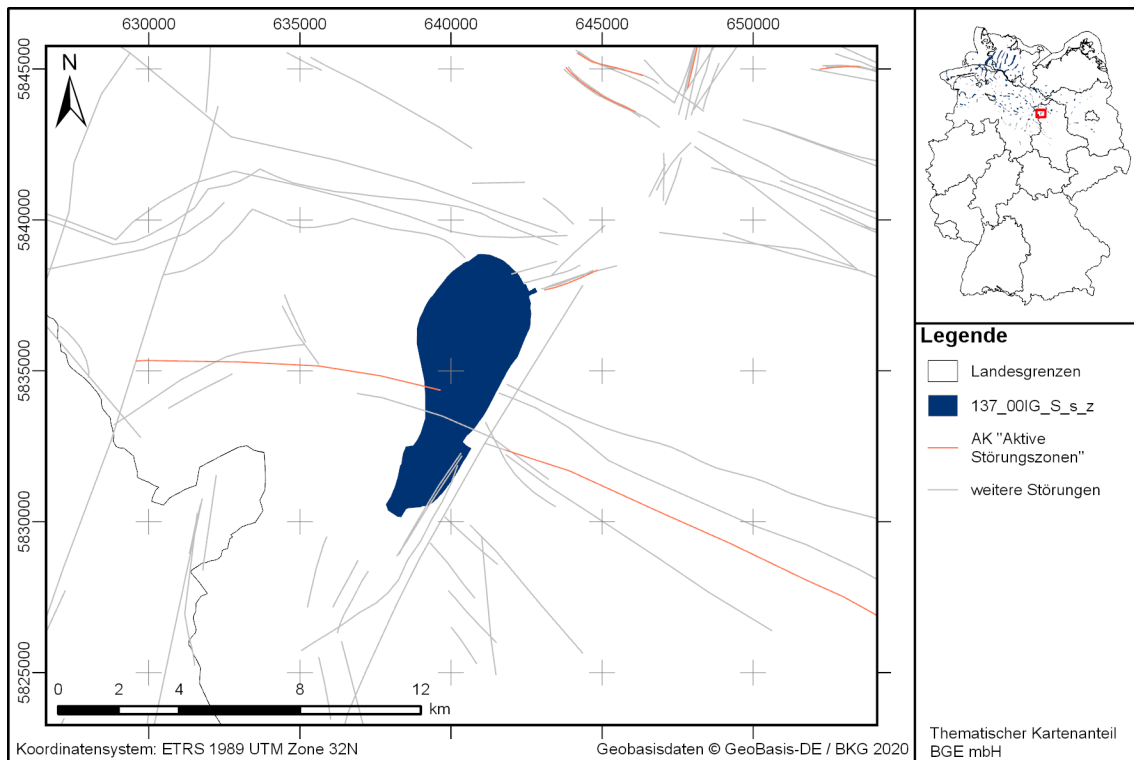 630000 635000 640000 645000 650000
N
5845000
5840000
5835000
5830000
5825000
0 2 4 8 12
km
Koordinatensystem: ETRS 1989 UTM Zone 32N
Geobasisdaten © GeoBasis-DE / BKG 2020
Legende
Landesgrenzen
137_00IG_S_s_z
AK "Aktive
Störungszonen"
weitere Störungen
Thematischer Kartenanteil
BGE mbH